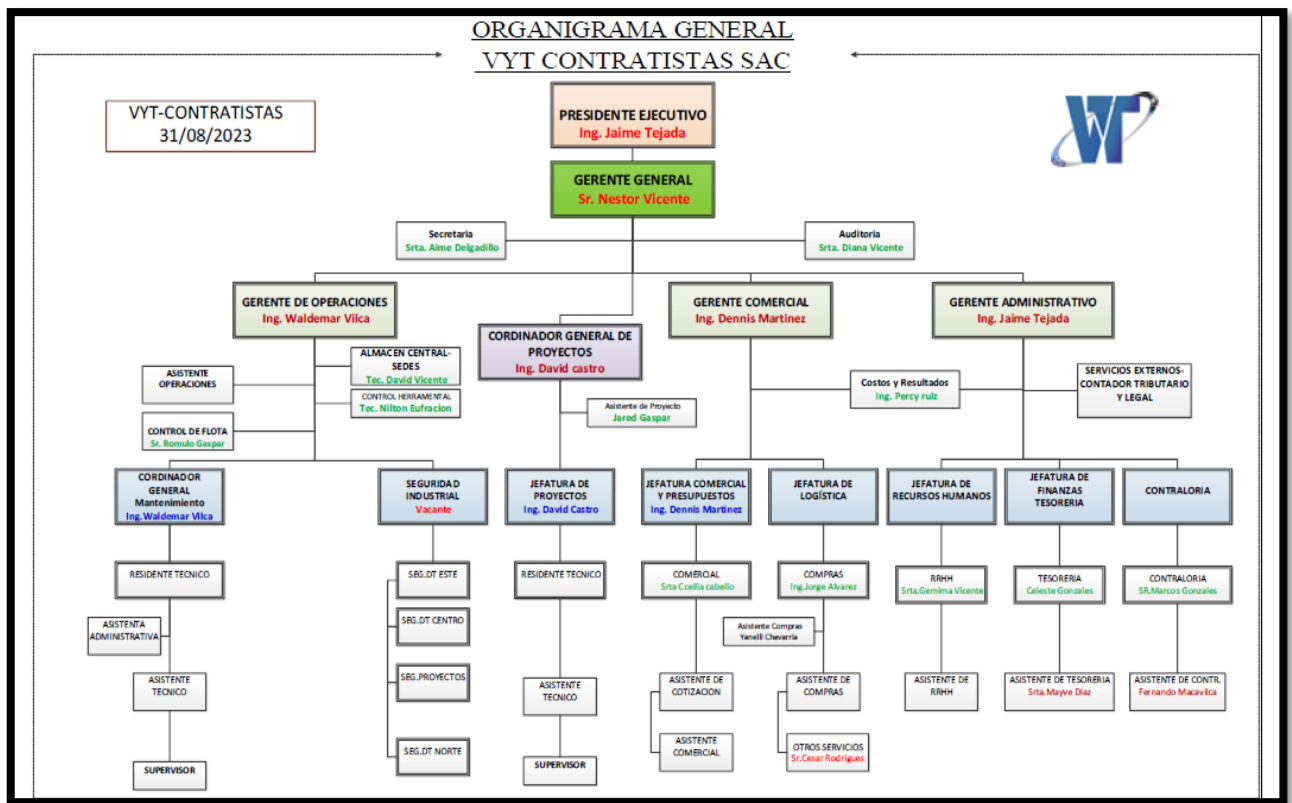 ORGANIGRAMA GENERAL
VYT CONTRATISTAS SAC
VYT-CONTRATISTAS
31/08/2023
PRESIDENTE EJECUTIVO
Ing. Jaime Tejada
VT
GERENTE GENERAL
Sr. Nestor Vicente
Secretaria
Srta. Aime Delgadillo
Auditoria
Srta. Diana Vicente
GERENTE DE OPERACIONES
Ing. Waldemar Vilca
GERENTE COMERCIAL
Ing. Dennis Martinez
GERENTE ADMINISTRATIVO
Ing. Jaime Tejada
CORDINADOR GENERAL DE
PROYECTOS
Ing. David castro
ASISTENTE
OPERACIONES
ALMACEN CENTRAL-
SEDES
Tec. David Vicente
CONTROL HERRAMENTAL
Tec. Nilton Eufracion
CONTROL DE FLOTA
Sr. Romulo Gaspar
Asistente de Proyecto
Jared Gaspar
Costos y Resultados
Ing. Percy ruiz
SERVICIOS EXTERNOS-
CONTADOR TRIBUTARIO
Y LEGAL
CORDINADOR
GENERAL
Mantenimiento
Ing.Waldemar Vilca
SEGURIDAD
INDUSTRIAL
Vacante
JEFATURA DE
PROYECTOS
Ing. David Castro
JEFATURA COMERCIAL
Y PRESUPUESTOS
Ing. Dennis Martinez
JEFATURA DE
LOGÍSTICA
JEFATURA DE
RECURSOS HUMANOS
JEFATURA DE
FINANZAS
TESORERIA
CONTRALORIA
RESIDENTE TECNICO
SEG.DT ESTE
RESIDENTE TECNICO
COMERCIAL
Srta Cceilia cabello
COMPRAS
Ing.Jorge Alvarez
RRHH
Srta.Gemima Vicente
TESORERIA
Celeste Gonzales
CONTRALORIA
SR.Marcos Gonzales
ASISTENTA
ADMINISTRATIVA
SEG.DT CENTRO
Asistente Compras
Yanelli Chavarria
ASISTENTE
TECNICO
SEG.PROYECTOS
ASISTENTE
TECNICO
ASISTENTE DE
COTIZACION
ASISTENTE DE
COMPRAS
ASISTENTE DE
RRHH
ASISTENTE DE TESORERIA
Srta.Mayve Diaz
ASISTENTE DE CONTR.
Fernando Macavilca
SUPERVISOR
SEG.DT NORTE
SUPERVISOR
ASISTENTE
COMERCIAL
OTROS SERVICIOS
Sr.Cesar Rodrigues